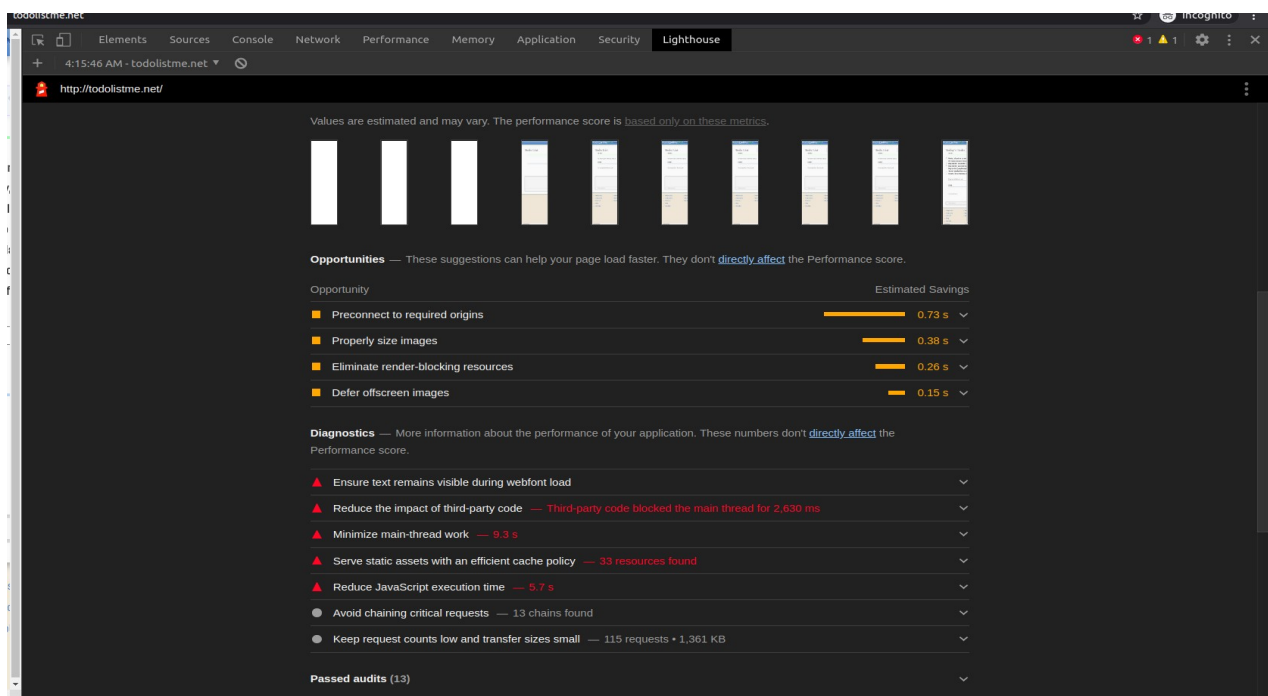 todolistme.net
Incognito
Elements Sources Console Network Performance Memory Application Security Lighthouse 1 1
4:15:46 AM - todolistme.net
http://todolistme.net/
Values are estimated and may vary. The performance score is based only on these metrics.
Opportunities — These suggestions can help your page load faster. They don't directly affect the Performance score.
Opportunity Estimated Savings
Preconnect to required origins 0.73 s
Properly size images 0.38 s
Eliminate render-blocking resources 0.26 s
Defer offscreen images 0.15 s
Diagnostics — More information about the performance of your application. These numbers don't directly affect the
Performance score.
Ensure text remains visible during webfont load
Reduce the impact of third-party code — Third-party code blocked the main thread for 2,630 ms
Minimize main-thread work — 9.3 s
Serve static assets with an efficient cache policy — 33 resources found
Reduce JavaScript execution time — 5.7 s
Avoid chaining critical requests — 13 chains found
Keep request counts low and transfer sizes small — 115 requests • 1,361 KB
Passed audits (13)